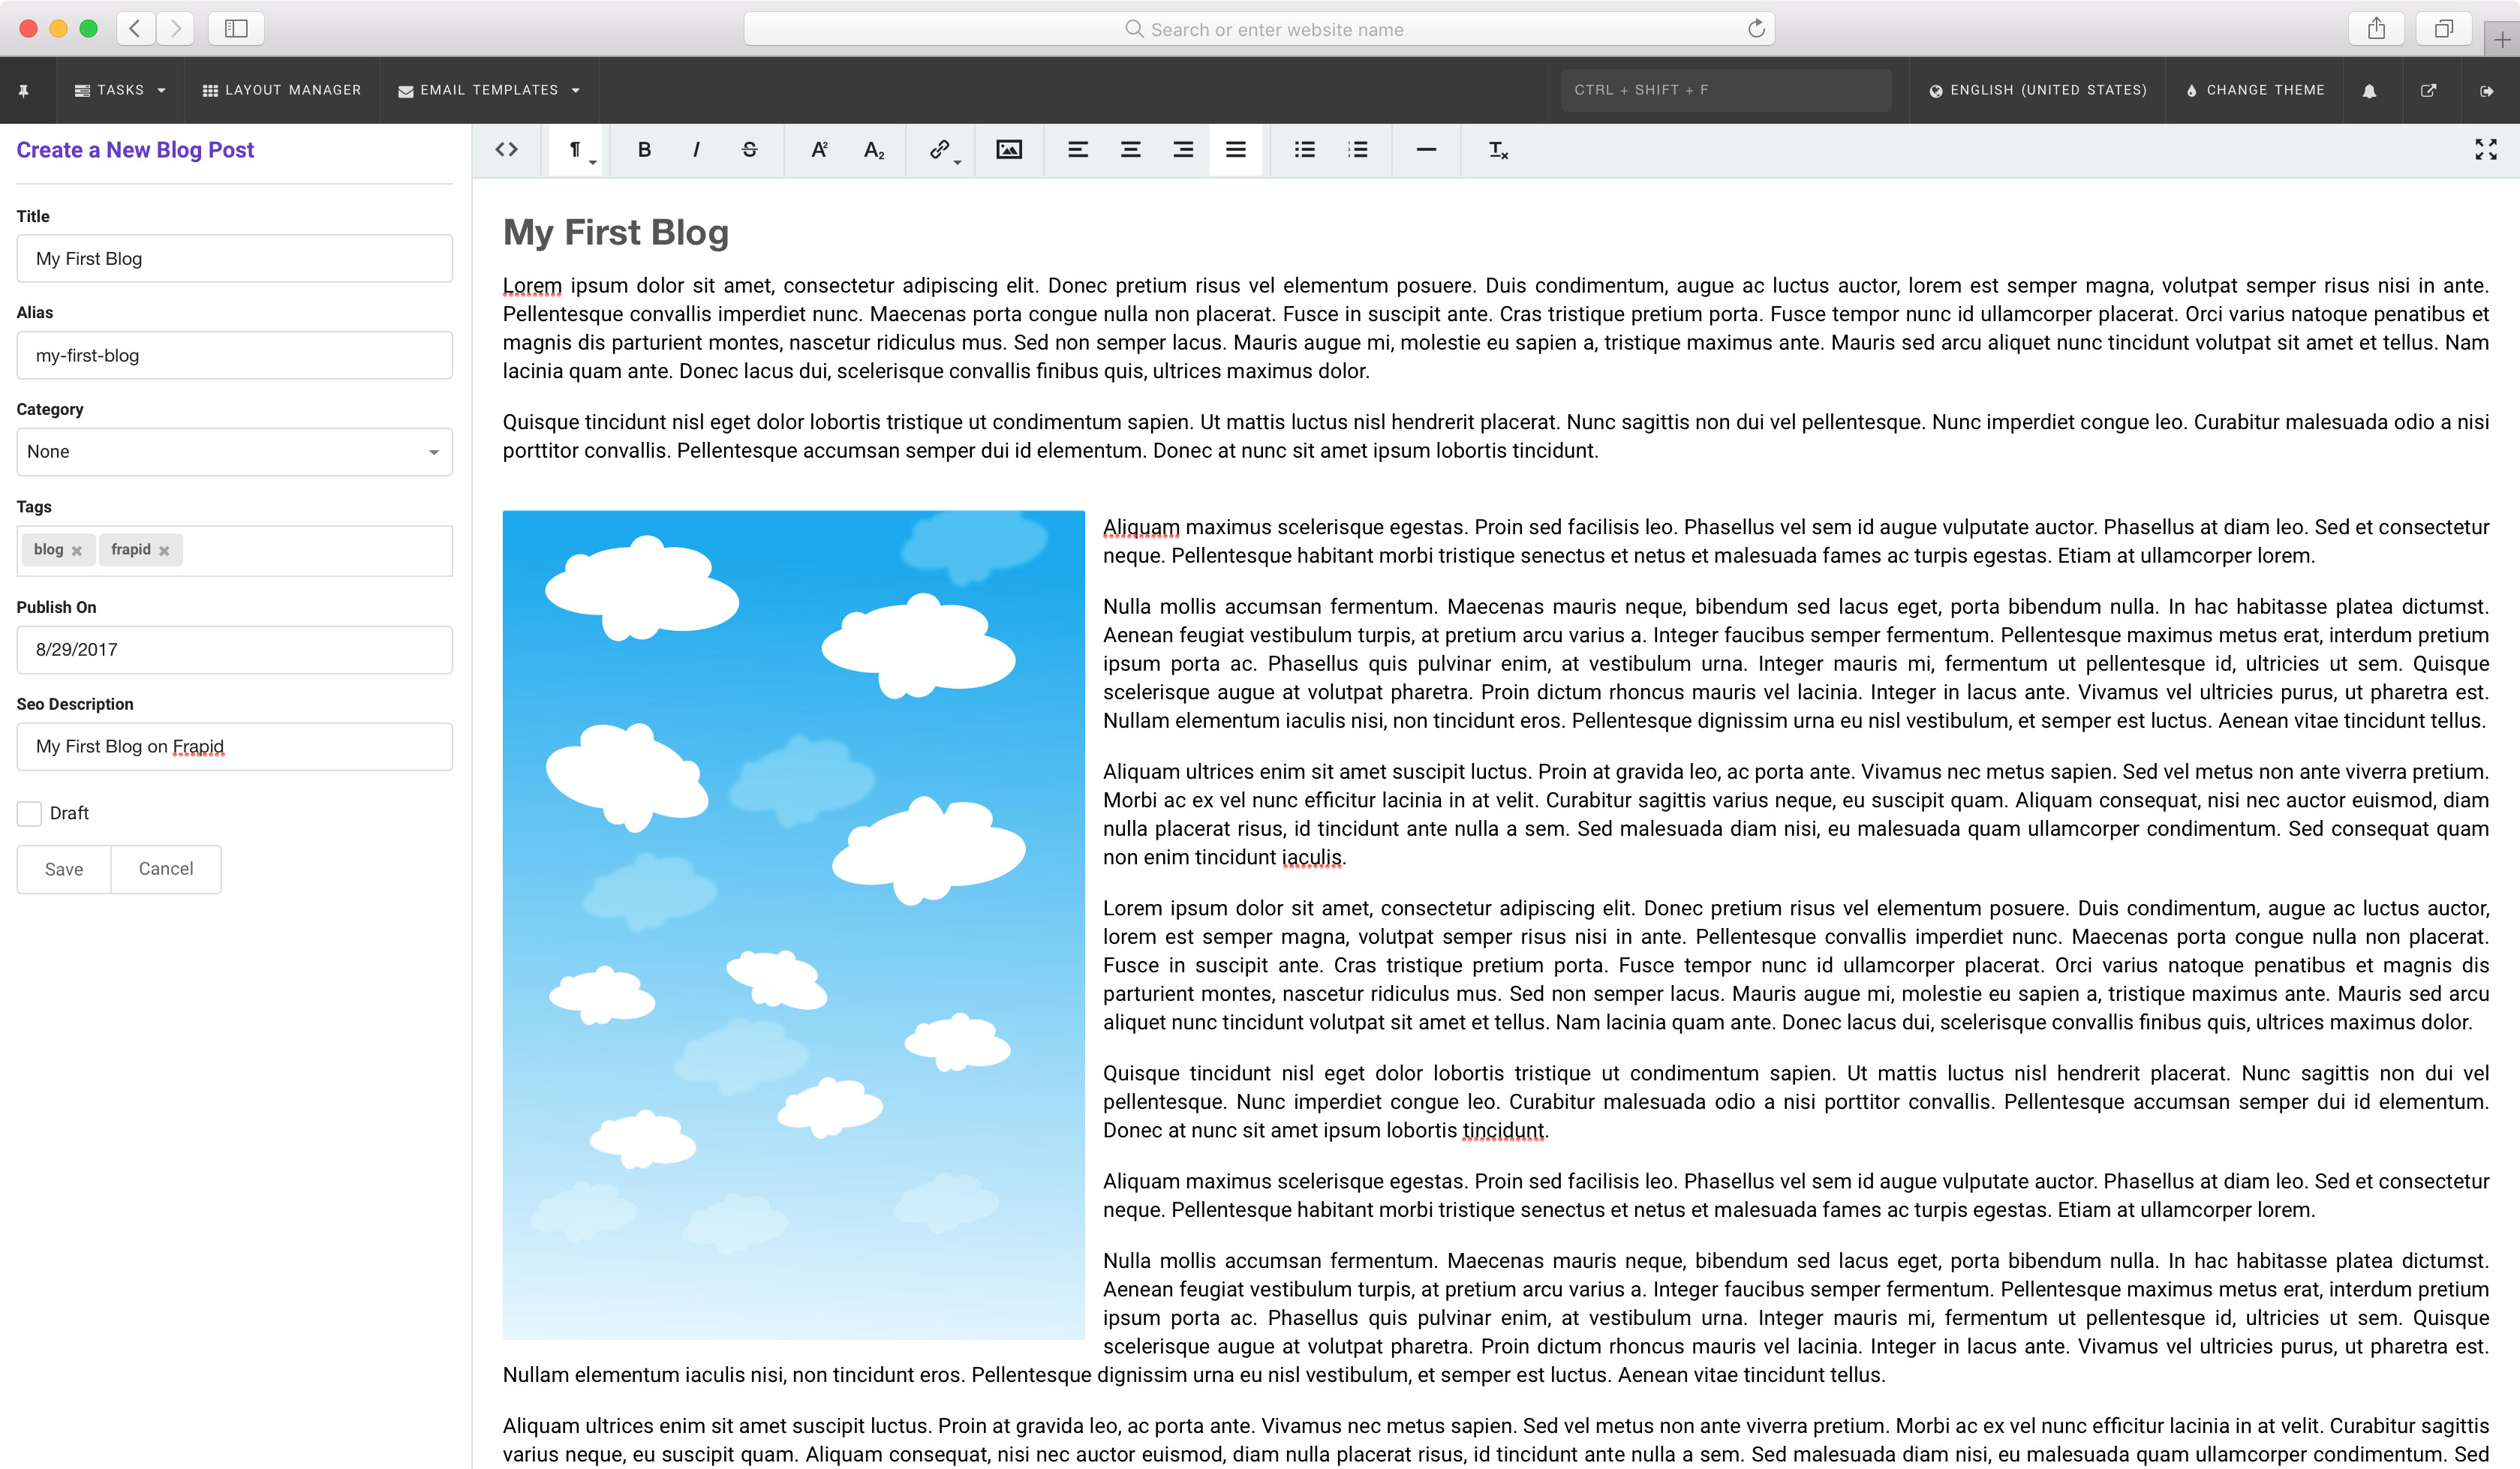 Search or enter website name
TASKS
LAYOUT MANAGER
EMAIL TEMPLATES
CTRL + SHIFT + F
ENGLISH (UNITED STATES)
CHANGE THEME
Create a New Blog Post
Title
My First Blog
Alias
my-first-blog
Category
None
Tags
blog
frapid
Publish On
8/29/2017
Seo Description
My First Blog on Frapid
Draft
Save
Cancel
My First Blog
Lorem ipsum dolor sit amet, consectetur adipiscing elit. Donec pretium risus vel elementum posuere. Duis condimentum, augue ac luctus auctor, lorem est semper magna, volutpat semper risus nisi in ante.
Pellentesque convallis imperdiet nunc. Maecenas porta congue nulla non placerat. Fusce in suscipit ante. Cras tristique pretium porta. Fusce tempor nunc id ullamcorper placerat. Orci varius natoque penatibus et
magnis dis parturient montes, nascetur ridiculus mus. Sed non semper lacus. Mauris augue mi, molestie eu sapien a, tristique maximus ante. Mauris sed arcu aliquet nunc tincidunt volutpat sit amet et tellus. Nam
lacinia quam ante. Donec lacus dui, scelerisque convallis finibus quis, ultrices maximus dolor.
Quisque tincidunt nisl eget dolor lobortis tristique ut condimentum sapien. Ut mattis luctus nisl hendrerit placerat. Nunc sagittis non dui vel pellentesque. Nunc imperdiet congue leo. Curabitur malesuada odio a nisi
porttitor convallis. Pellentesque accumsan semper dui id elementum. Donec at nunc sit amet ipsum lobortis tincidunt.
Aliquam maximus scelerisque egestas. Proin sed facilisis leo. Phasellus vel sem id augue vulputate auctor. Phasellus at diam leo. Sed et consectetur
neque. Pellentesque habitant morbi tristique senectus et netus et malesuada fames ac turpis egestas. Etiam at ullamcorper lorem.
Nulla mollis accumsan fermentum. Maecenas mauris neque, bibendum sed lacus eget, porta bibendum nulla. In hac habitasse platea dictumst.
Aenean feugiat vestibulum turpis, at pretium arcu varius a. Integer faucibus semper fermentum. Pellentesque maximus metus erat, interdum pretium
ipsum porta ac. Phasellus quis pulvinar enim, at vestibulum urna. Integer mauris mi, fermentum ut pellentesque id, ultricies ut sem. Quisque
scelerisque augue at volutpat pharetra. Proin dictum rhoncus mauris vel lacinia. Integer in lacus ante. Vivamus vel ultricies purus, ut pharetra est.
Nullam elementum iaculis nisi, non tincidunt eros. Pellentesque dignissim urna eu nisl vestibulum, et semper est luctus. Aenean vitae tincidunt tellus.
Aliquam ultrices enim sit amet suscipit luctus. Proin at gravida leo, ac porta ante. Vivamus nec metus sapien. Sed vel metus non ante viverra pretium.
Morbi ac ex vel nunc efficitur lacinia in at velit. Curabitur sagittis varius neque, eu suscipit quam. Aliquam consequat, nisi nec auctor euismod, diam
nulla placerat risus, id tincidunt ante nulla a sem. Sed malesuada diam nisi, eu malesuada quam ullamcorper condimentum. Sed consequat quam
non enim tincidunt iaculis.
Lorem ipsum dolor sit amet, consectetur adipiscing elit. Donec pretium risus vel elementum posuere. Duis condimentum, augue ac luctus auctor,
lorem est semper magna, volutpat semper risus nisi in ante. Pellentesque convallis imperdiet nunc. Maecenas porta congue nulla non placerat.
Fusce in suscipit ante. Cras tristique pretium porta. Fusce tempor nunc id ullamcorper placerat. Orci varius natoque penatibus et magnis dis
parturient montes, nascetur ridiculus mus. Sed non semper lacus. Mauris augue mi, molestie eu sapien a, tristique maximus ante. Mauris sed arcu
aliquet nunc tincidunt volutpat sit amet et tellus. Nam lacinia quam ante. Donec lacus dui, scelerisque convallis finibus quis, ultrices maximus dolor.
Quisque tincidunt nisl eget dolor lobortis tristique ut condimentum sapien. Ut mattis luctus nisl hendrerit placerat. Nunc sagittis non dui vel
pellentesque. Nunc imperdiet congue leo. Curabitur malesuada odio a nisi porttitor convallis. Pellentesque accumsan semper dui id elementum.
Donec at nunc sit amet ipsum lobortis tincidunt.
Aliquam maximus scelerisque egestas. Proin sed facilisis leo. Phasellus vel sem id augue vulputate auctor. Phasellus at diam leo. Sed et consectetur
neque. Pellentesque habitant morbi tristique senectus et netus et malesuada fames ac turpis egestas. Etiam at ullamcorper lorem.
Nulla mollis accumsan fermentum. Maecenas mauris neque, bibendum sed lacus eget, porta bibendum nulla. In hac habitasse platea dictumst.
Aenean feugiat vestibulum turpis, at pretium arcu varius a. Integer faucibus semper fermentum. Pellentesque maximus metus erat, interdum pretium
ipsum porta ac. Phasellus quis pulvinar enim, at vestibulum urna. Integer mauris mi, fermentum ut pellentesque id, ultricies ut sem. Quisque
scelerisque augue at volutpat pharetra. Proin dictum rhoncus mauris vel lacinia. Integer in lacus ante. Vivamus vel ultricies purus, ut pharetra est.
Nullam elementum iaculis nisi, non tincidunt eros. Pellentesque dignissim urna eu nisl vestibulum, et semper est luctus. Aenean vitae tincidunt tellus.
Aliquam ultrices enim sit amet suscipit luctus. Proin at gravida leo, ac porta ante. Vivamus nec metus sapien. Sed vel metus non ante viverra pretium. Morbi ac ex vel nunc efficitur lacinia in at velit. Curabitur sagittis
varius neque, eu suscipit quam. Aliquam consequat, nisi nec auctor euismod, diam nulla placerat risus, id tincidunt ante nulla a sem. Sed malesuada diam nisi, eu malesuada quam ullamcorper condimentum. Sed